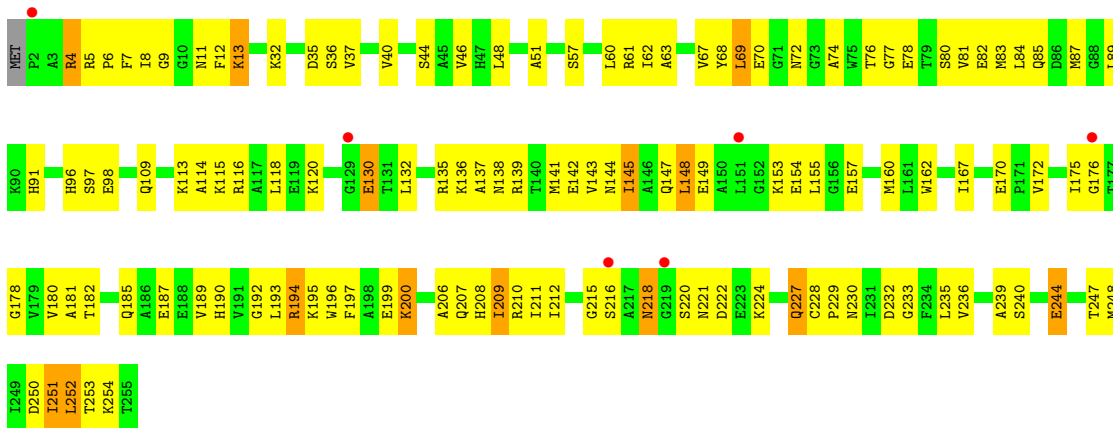 MET P2 A3 R4 R5 P6 F7 I8 G9 G10 N11 F12 K13 K32 D35 S36 V37 V40 S44 A45 V46 H47 L48 A51 S57 L60 R61 I62 A63 V67 Y68 L69 E70 G71 N72 G73 A74 W75 T76 G77 E78 T79 S80 V81 E82 M83 L84 Q85 D86 M87 G88
K90 H91 H96 S97 E98 Q109 K113 A114 K115 R116 A117 L118 E119 K120 G129 E130 T131 L132 R135 K136 A137 N138 R139 T140 M141 E142 V143 N144 I145 A146 Q147 L148 E149 A150 L151 G152 K153 E154 L155 G156 E157 M160 L161 W162 I167 E170 P171 V172 I175 G176
G178 V179 V180 A181 T182 Q185 A186 E187 E188 V189 H190 V191 G192 L193 R194 K195 W196 F197 A198 E199 K200 A206 Q207 H208 I209 R210 I211 I212 G215 S216 A217 N218 G219 S220 N221 D222 E223 K224 Q227 C228 P229 N230 I231 D232 G233 F234 L235 V236 A239 S240 E244 T247
I249 D250 I251 L252 T253 K254 T255